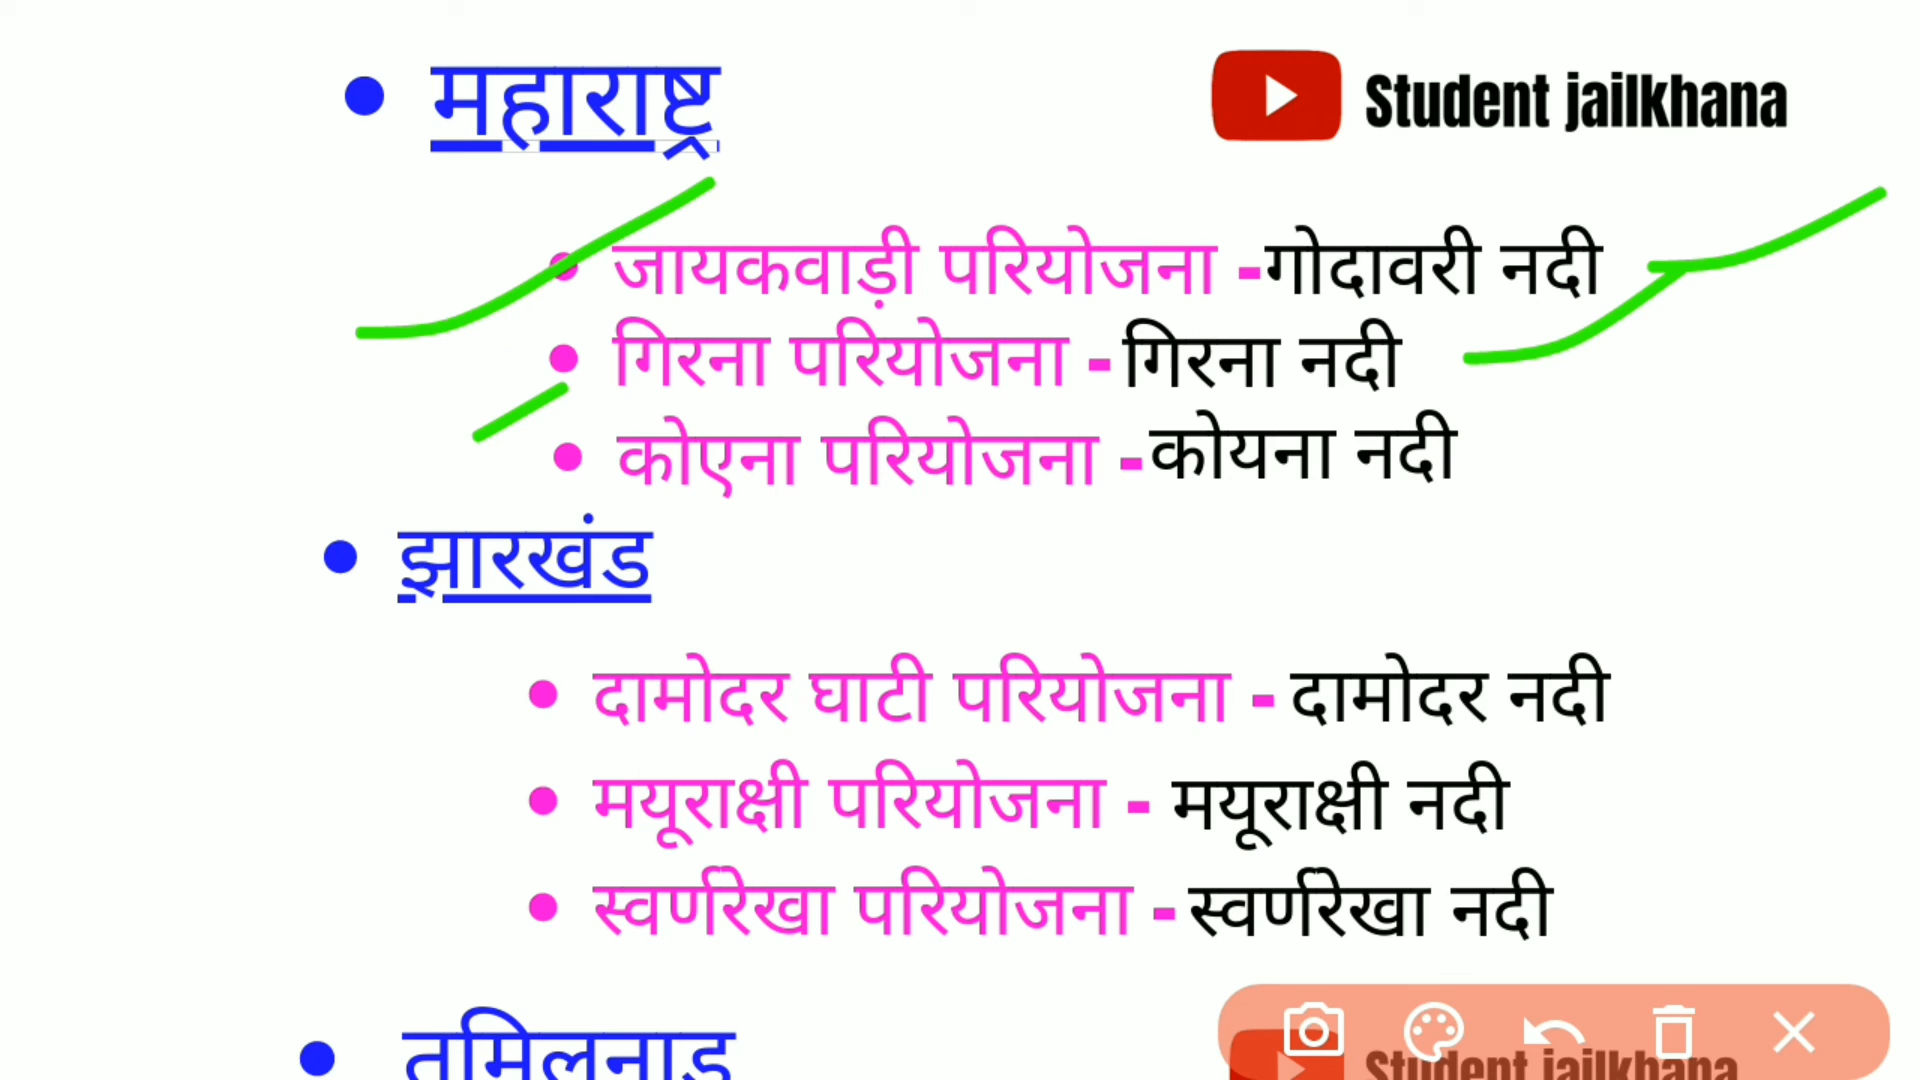 महाराष्ट्र
Student jailkhana
जायकवाड़ी परियोजना -गोदावरी नदी
गिरना परियोजना -गिरना नदी
कोएना परियोजना -कोयना नदी
झारखंड
दामोदर घाटी परियोजना - दामोदर नदी
मयूराक्षी परियोजना - मयूराक्षी नदी
स्वर्णरेखा परियोजना -स्वर्णरेखा नदी
तमिलनाडु
Student jailkhana